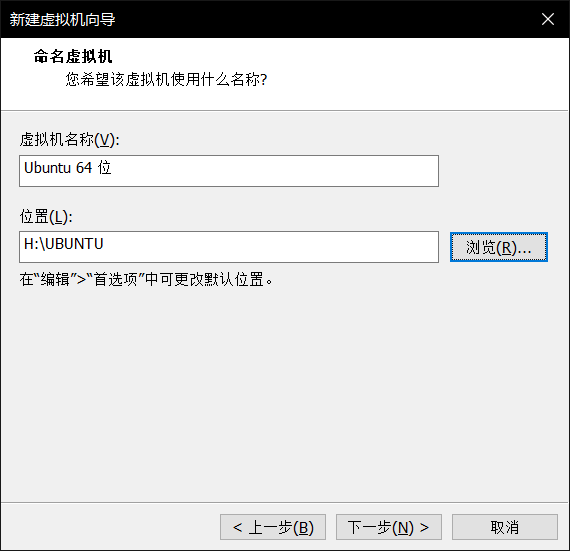 新建虚拟机向导
命名虚拟机
您希望该虚拟机使用什么名称?
虚拟机名称(V):
Ubuntu 64 位
位置(L):
H:\UBUNTU
浏览(R)...
在“编辑”>“首选项”中可更改默认位置。
< 上一步(B)
下一步(N) >
取消